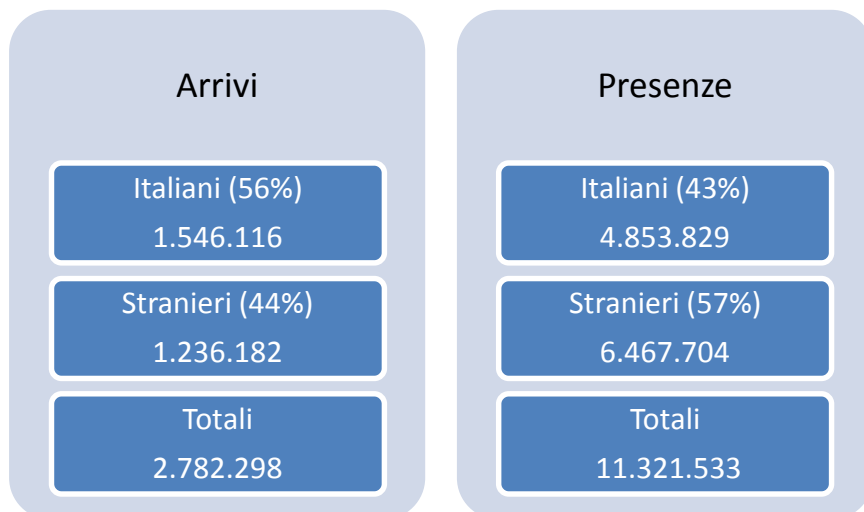 Arrivi
Italiani (56%)
1.546.116
Stranieri (44%)
1.236.182
Totali
2.782.298
Presenze
Italiani (43%)
4.853.829
Stranieri (57%)
6.467.704
Totali
11.321.533